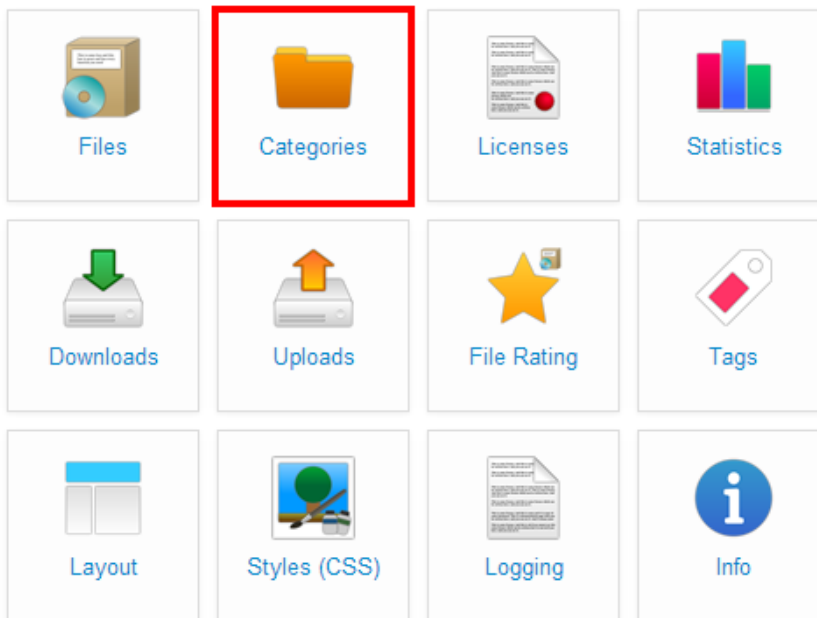 Files
Categories
Licenses
Statistics
Downloads
Uploads
File Rating
Tags
Layout
Styles (CSS)
Logging
Info